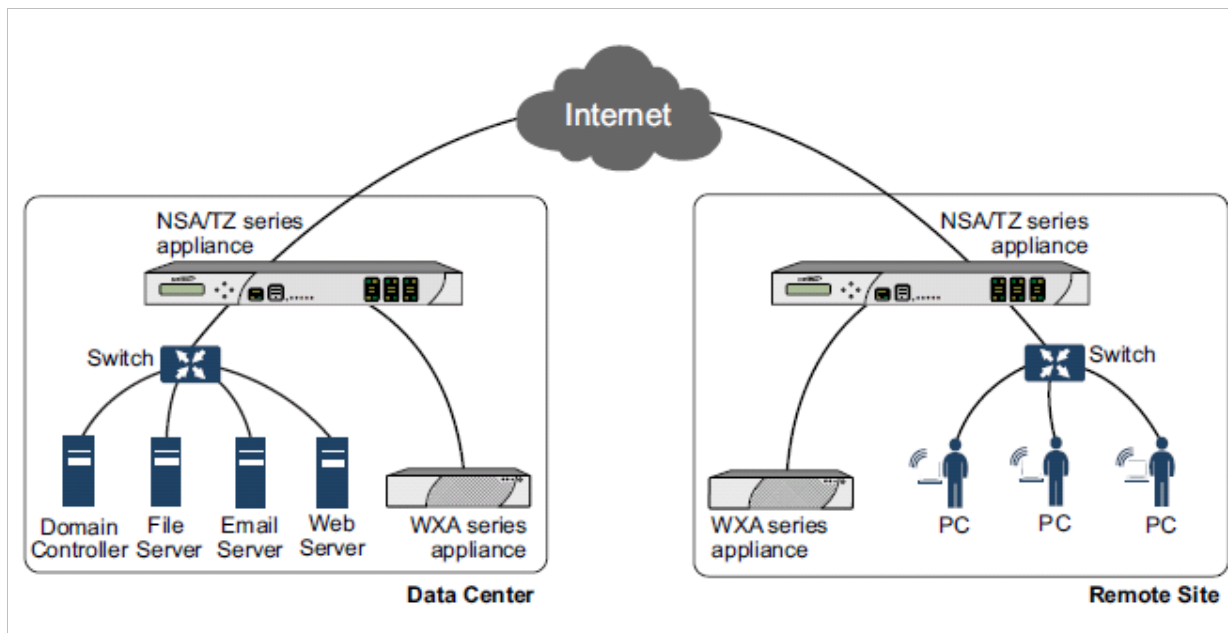 Internet
NSA/TZ series
appliance
Switch
Domain
Controller
File
Server
Email
Server
Web
Server
WXA series
appliance
Data Center
NSA/TZ series
appliance
Switch
WXA series
appliance
PC
PC
PC
Remote Site